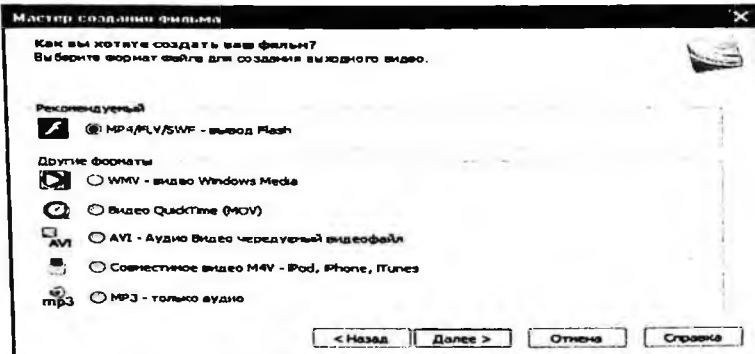 Мастер создания фильма
Как вы хотите создать ваш фильм?
Выберите формат файла для создания выходного видео.
Рекомендуемый
MP4/FLV/SWF - вывод Flash
Другие форматы
WMV - видео Windows Media
Видео QuickTime (MOV)
AVI
AVI - Аудио Видео чередуемый видеофайл
Совместимое видео M4V - iPod, iPhone, iTunes
mp3
MP3 - только аудио
< Назад Далее > Отмена Справка